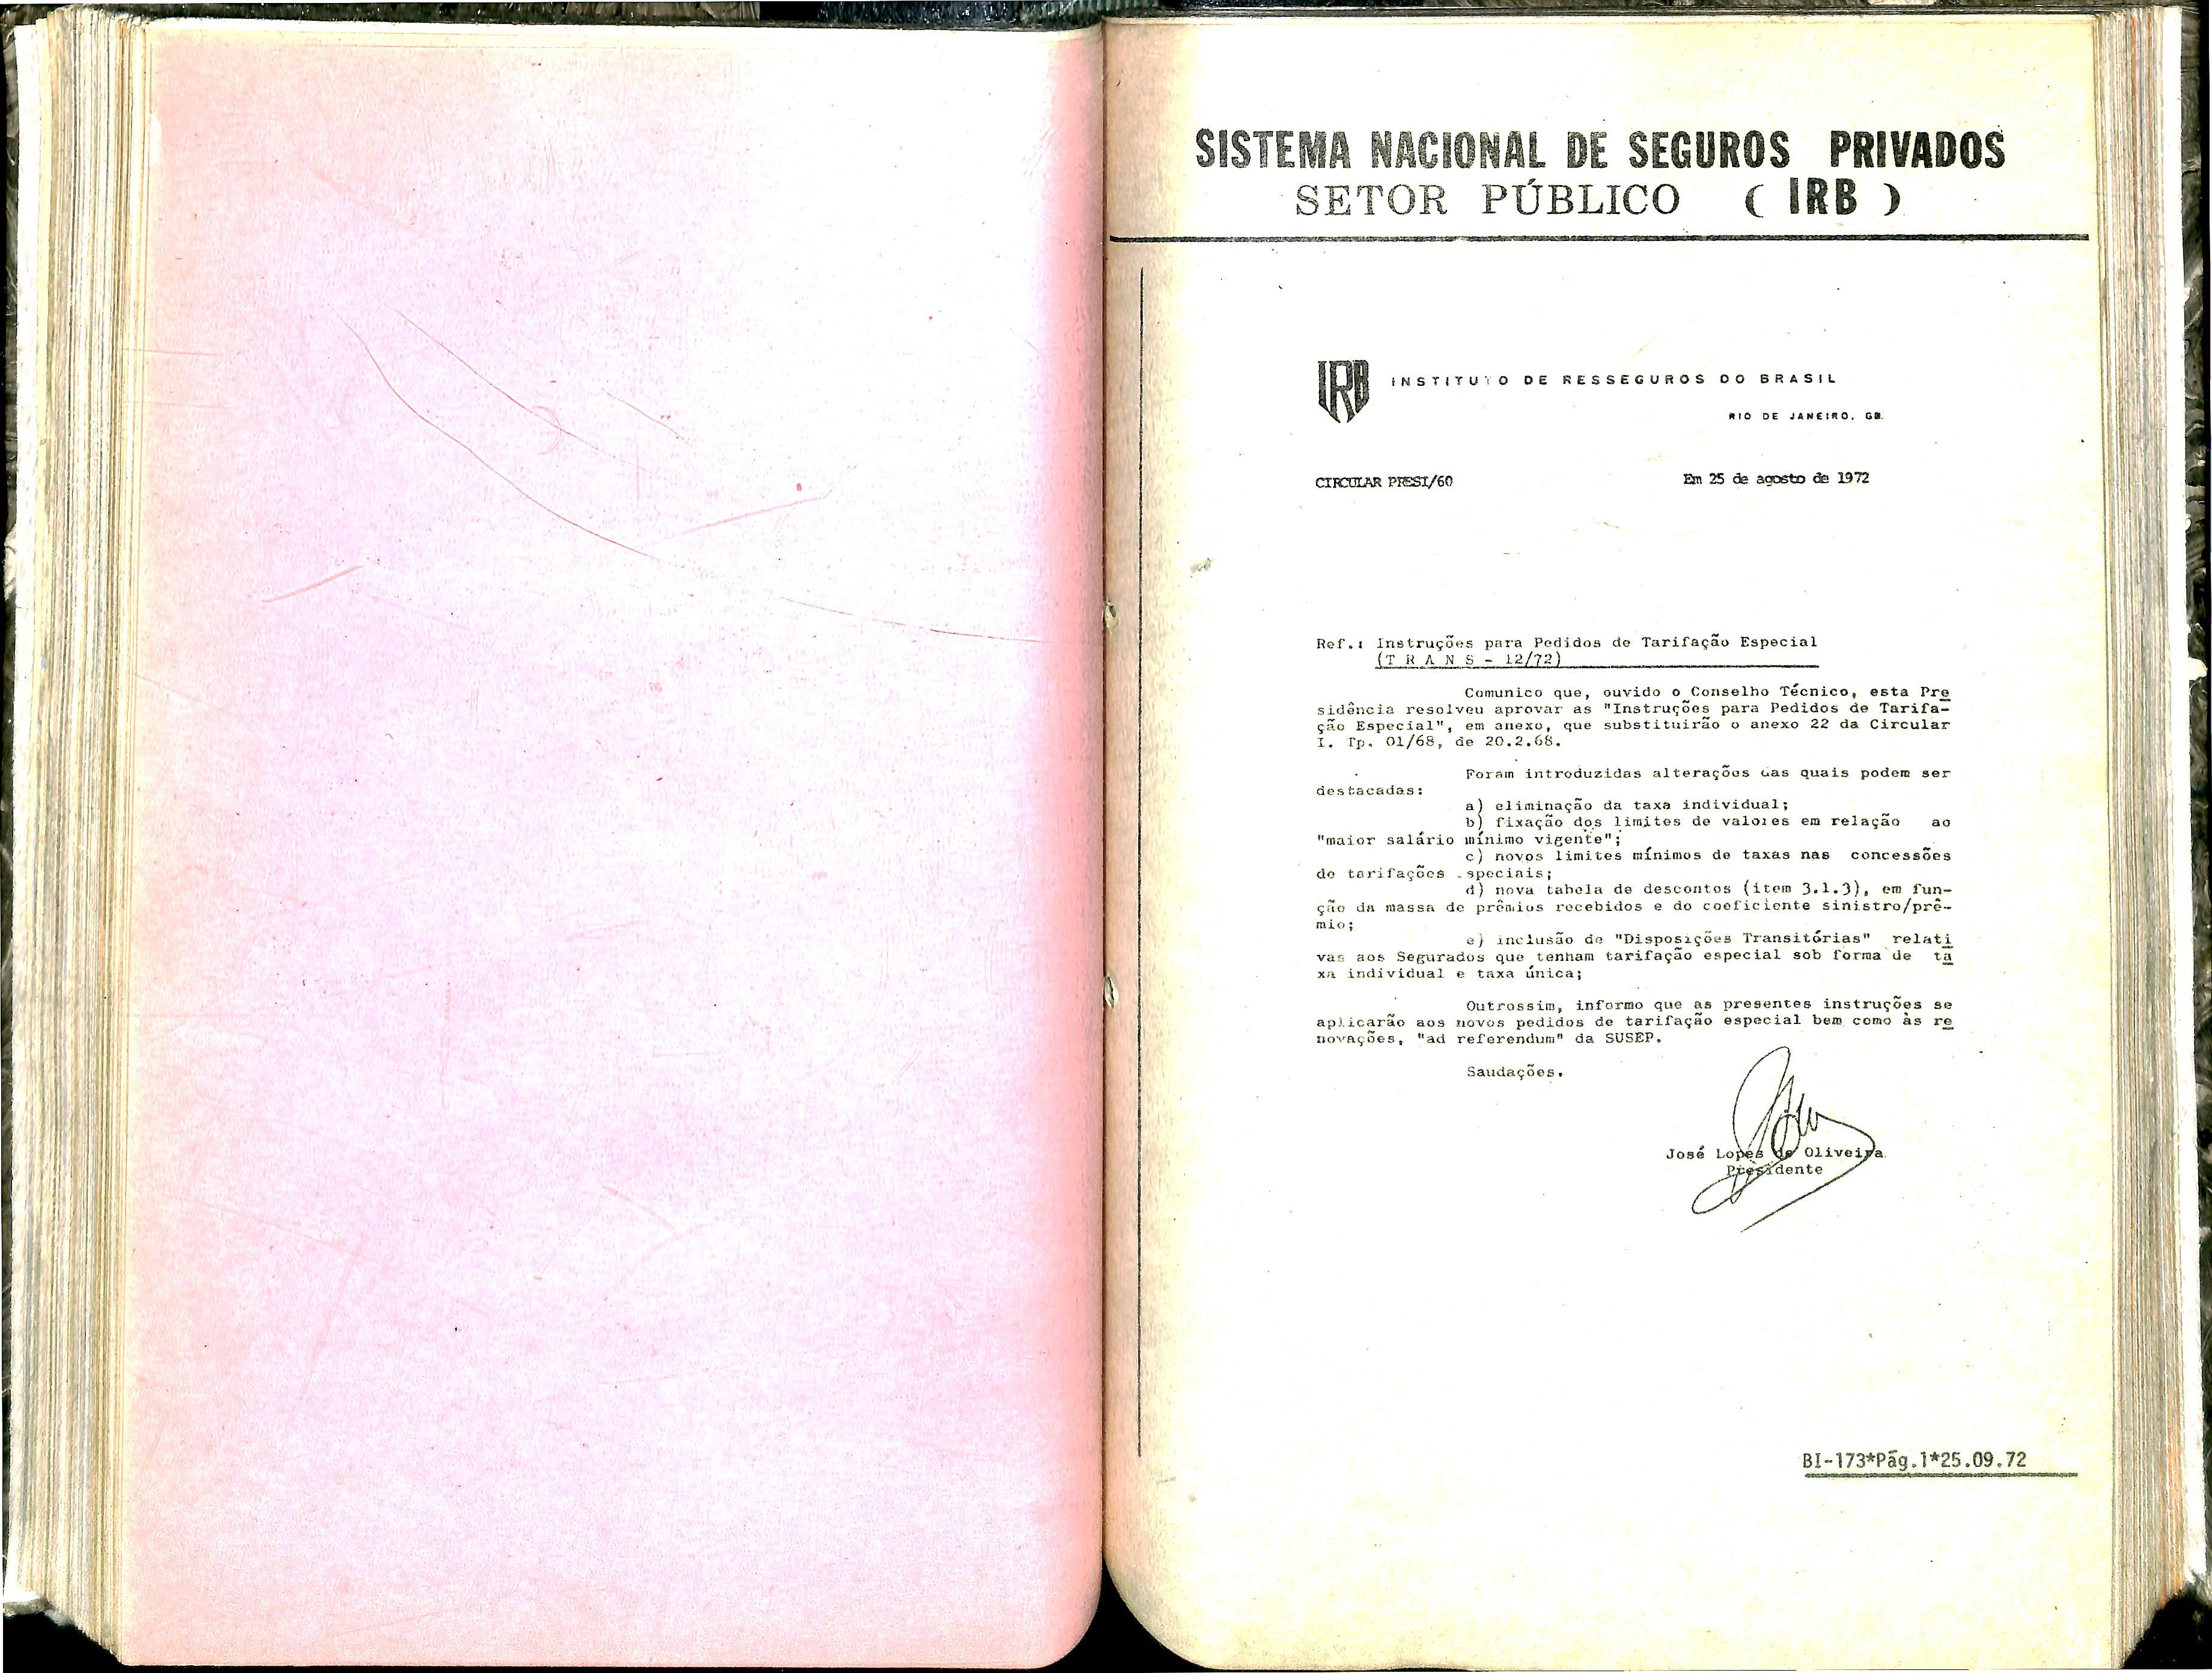 SISTEMA NACIONAL DE SEGUROS PRIVADOS
SETOR PÚBLICO ( IRB )
IRB INSTITUTO DE RESSEGUROS DO BRASIL
RIO DE JANEIRO, GB.
CIRCULAR PRESI/60 Em 25 de agosto de 1972
Ref.: Instruções para Pedidos de Tarifação Especial
(T R A N S - 12/72)
Comunico que, ouvido o Conselho Técnico, esta Pre
sidência resolveu aprovar as "Instruções para Pedidos de Tarifa-
ção Especial", em anexo, que substituirão o anexo 22 da Circular
I. Tp. 01/68, de 20.2.68.
Foram introduzidas alterações das quais podem ser
destacadas:
a) eliminação da taxa individual;
b) fixação dos limites de valores em relação ao
"maior salário mínimo vigente";
c) novos limites mínimos de taxas nas concessões
de tarifações speciais;
d) nova tabela de descontos (item 3.1.3), em fun-
ção da massa de prêmios recebidos e do coeficiente sinistro/prê-
mio;
e) inclusão de "Disposições Transitórias" relati
vas aos Segurados que tenham tarifação especial sob forma de ta
xa individual e taxa única;
Outrossim, informo que as presentes instruções se
aplicarão aos novos pedidos de tarifação especial bem como às re
novações, "ad referendum" da SUSEP.
Saudações.
José Lopes de Oliveira
Presidente
BI-173*Pág.1*25.09.72